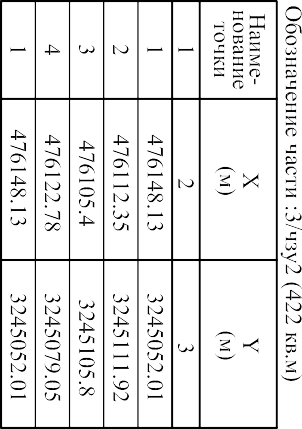 Обозначение части :3/чзу2 (422 кв.м)
Наиме-
нование
точки
X
(м)
Y
(м)
1 2 3
1 476148.13 3245052.01
2 476112.35 3245111.92
3 476105.4 3245105.8
4 476122.78 3245079.05
1 476148.13 3245052.01